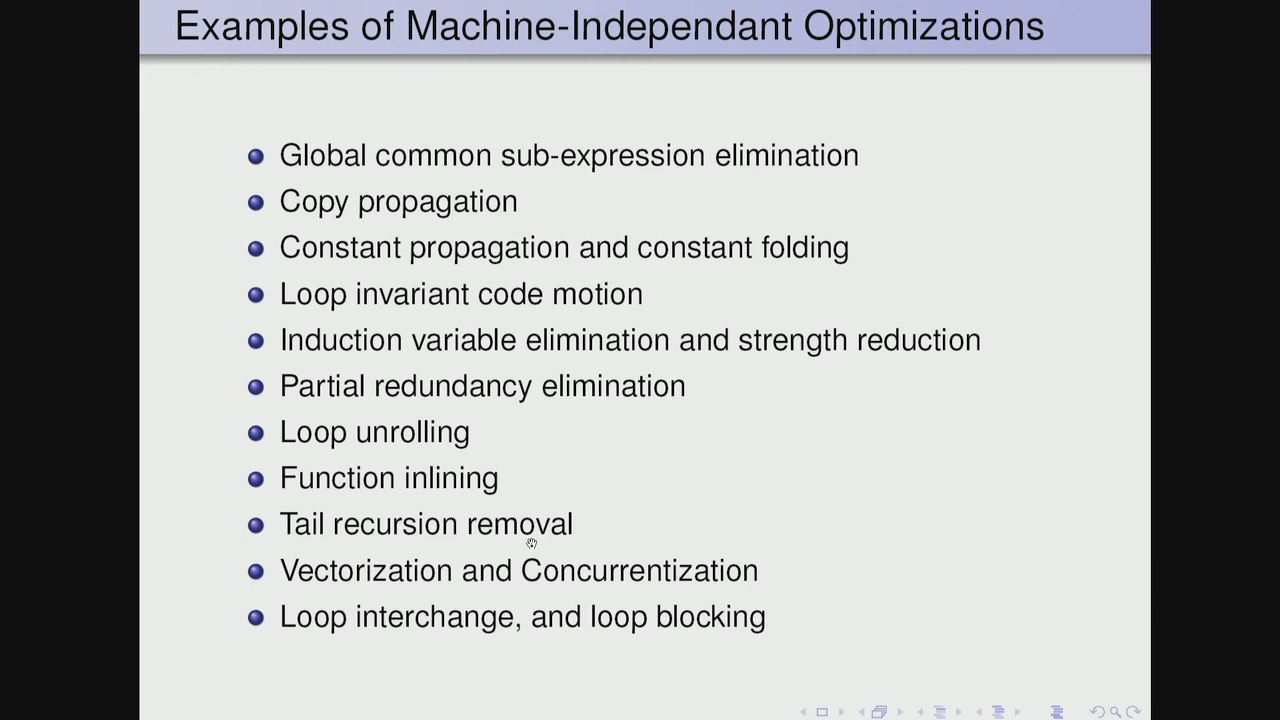 Examples of Machine-Independant Optimizations
Global common sub-expression elimination
Copy propagation
Constant propagation and constant folding
Loop invariant code motion
Induction variable elimination and strength reduction
Partial redundancy elimination
Loop unrolling
Function inlining
Tail recursion removal
Vectorization and Concurrentization
Loop interchange, and loop blocking